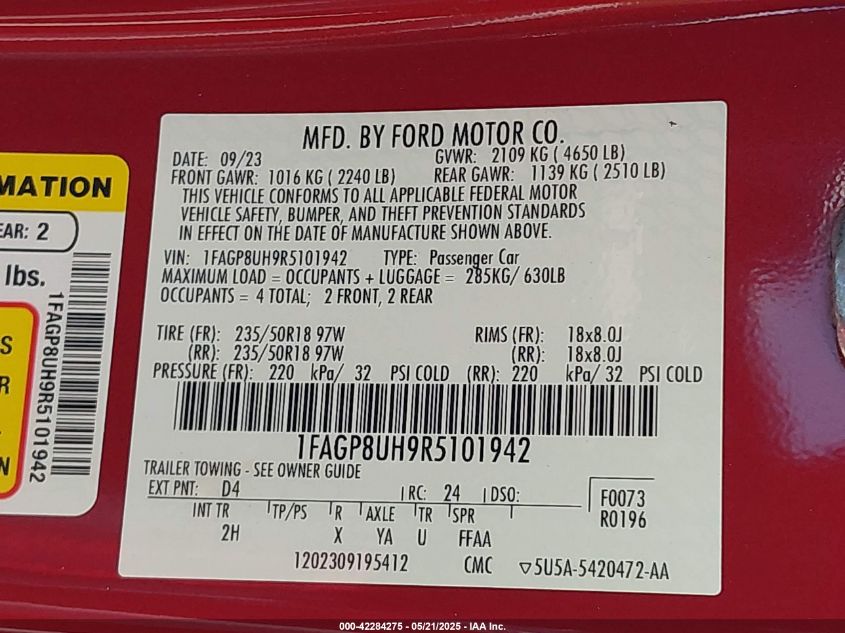 MATION
EAR: 2
lbs.
1FAGP8UH9R5101942
S
R
N
MFD. BY FORD MOTOR CO.
DATE: 09/23 GVWR: 2109 KG ( 4650 LB)
FRONT GAWR: 1016 KG ( 2240 LB) REAR GAWR: 1139 KG ( 2510 LB)
THIS VEHICLE CONFORMS TO ALL APPLICABLE FEDERAL MOTOR
VEHICLE SAFETY, BUMPER, AND THEFT PREVENTION STANDARDS
IN EFFECT ON THE DATE OF MANUFACTURE SHOWN ABOVE.
VIN: 1FAGP8UH9R5101942 TYPE: Passenger Car
MAXIMUM LOAD = OCCUPANTS + LUGGAGE = 285KG/ 630LB
OCCUPANTS = 4 TOTAL; 2 FRONT, 2 REAR
TIRE (FR): 235/50R18 97W RIMS (FR): 18x8.0J
(RR): 235/50R18 97W (RR): 18x8.0J
PRESSURE (FR): 220 kPa/ 32 PSI COLD (RR): 220 kPa/ 32 PSI COLD
1FAGP8UH9R5101942
TRAILER TOWING - SEE OWNER GUIDE
EXT PNT: D4 RC: 24 DSO: F0073
INT TR TP/PS R AXLE TR SPR R0196
2H X YA U FFAA
1202309195412 CMC ▽5U5A-5420472-AA
000-42284275 - 05/21/2025 - IAA Inc.